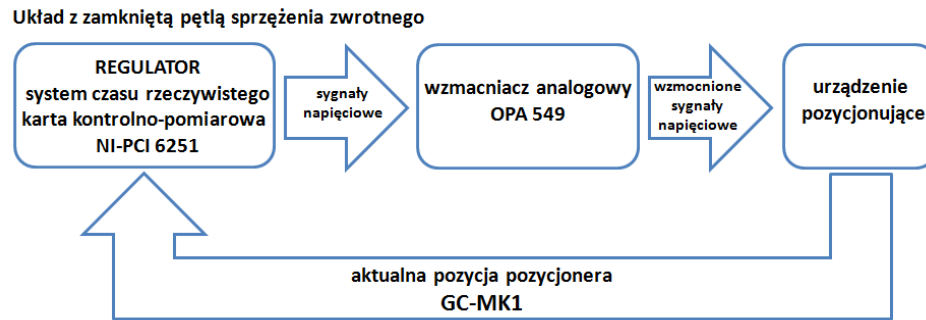 Układ z zamkniętą pętlą sprzężenia zwrotnego
REGULATOR
system czasu rzeczywistego
karta kontrolno-pomiarowa
NI-PCI 6251
sygnały
napięciowe
wzmacniacz analogowy
OPA 549
wzmocnione
sygnały
napięciowe
urządzenie
pozycjonujące
aktualna pozycja pozycjonera
GC-MK1